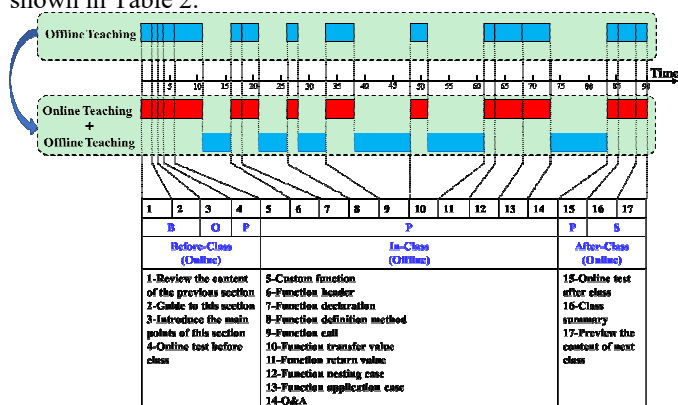 shown in Table 2.
Offline Teaching
Time
5 10 15 20 25 30 35 40 45 50 55 60 65 70 75 80 85 90
Online Teaching
+
Offline Teaching
1 2 3 4 5 6 7 8 9 10 11 12 13 14 15 16 17
B O P P P S
Before-Class
(Online)
In-Class
(Offline)
After-Class
(Online)
1-Review the content
of the previous section
2-Guide to this section
3-Introduce the main
points of this section
4-Online test before
class
5-Custom function
6-Function header
7-Function declaration
8-Function definition method
9-Function call
10-Function transfer value
11-Function return value
12-Function nesting case
13-Function application case
14-Q&A
15-Online test
after class
16-Class
summary
17-Preview the
content of next
class